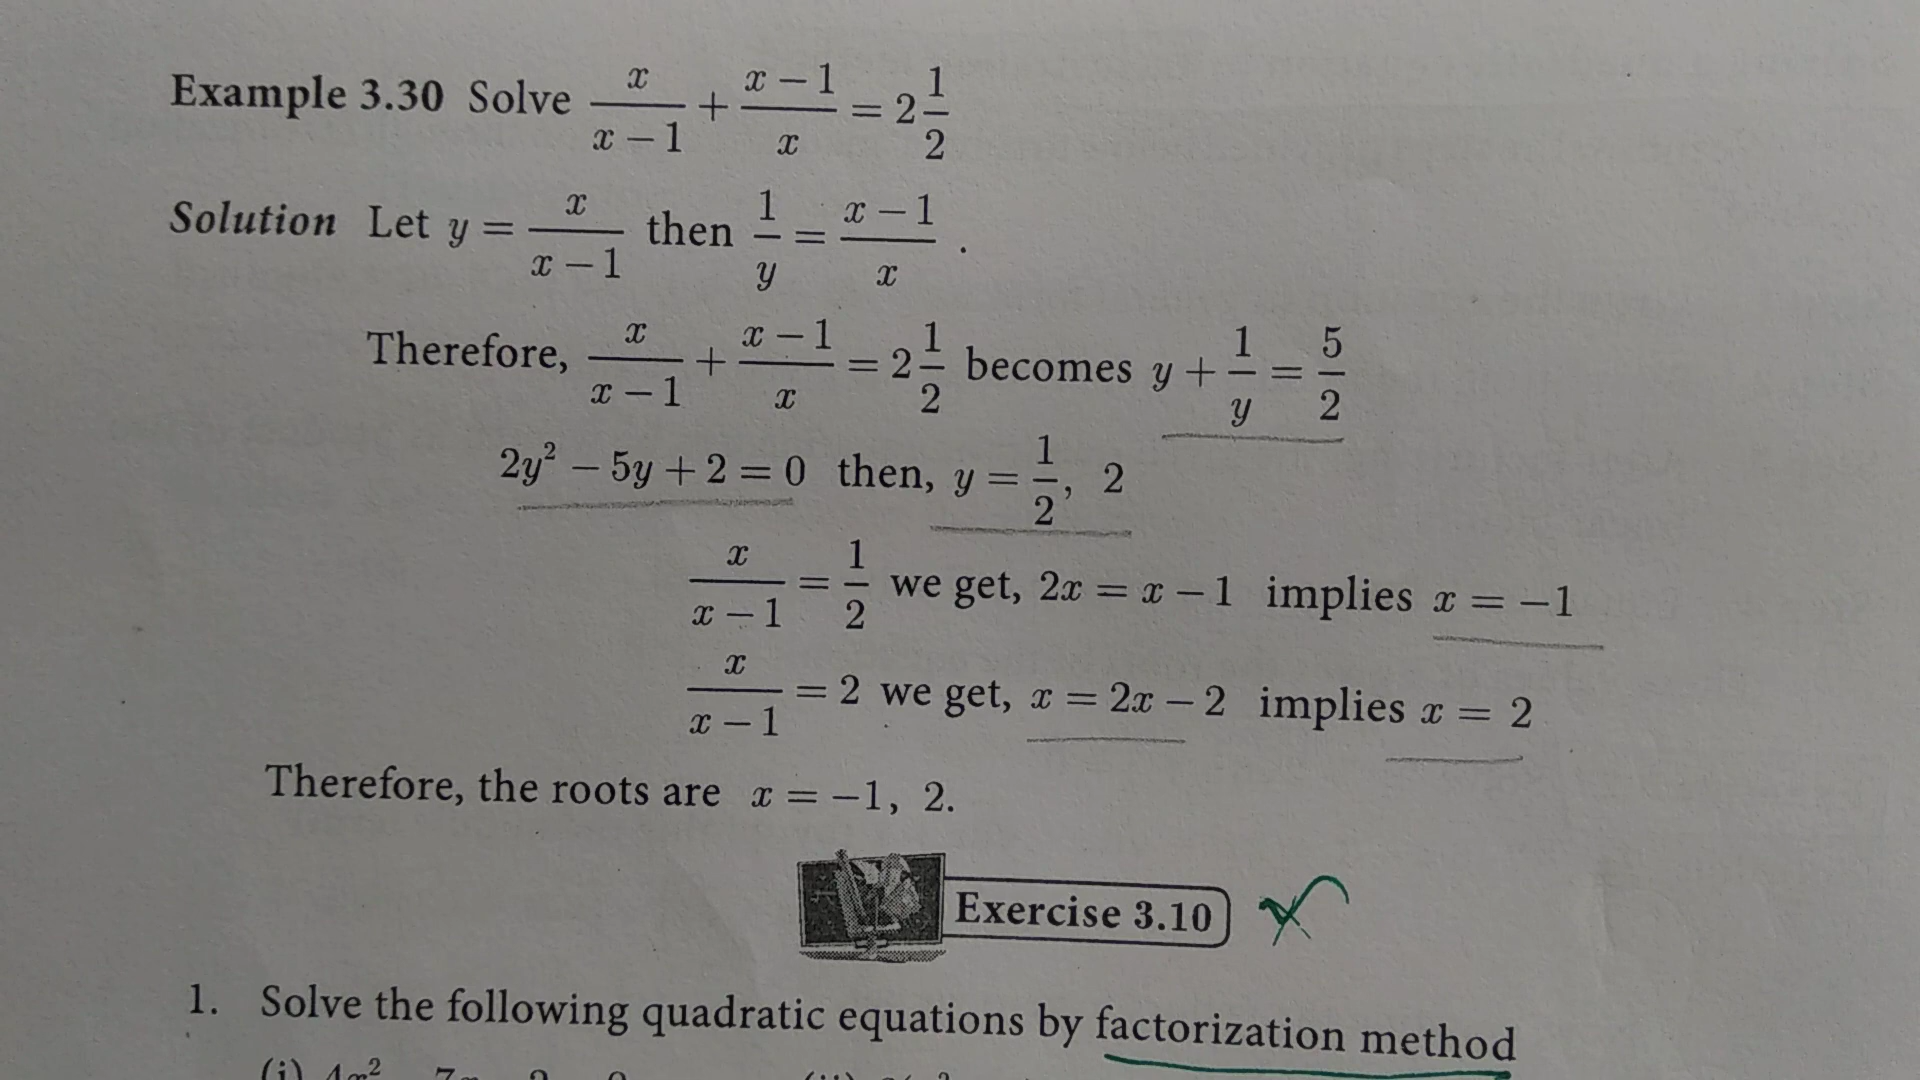 Example 3.30 Solve x/(x − 1) + (x − 1)/x = 2 1/2
Solution Let y = x/(x − 1) then 1/y = (x − 1)/x .
Therefore, x/(x − 1) + (x − 1)/x = 2 1/2 becomes y + 1/y = 5/2
2y² − 5y + 2 = 0 then, y = 1/2, 2
x/(x − 1) = 1/2 we get, 2x = x − 1 implies x = −1
x/(x − 1) = 2 we get, x = 2x − 2 implies x = 2
Therefore, the roots are x = −1, 2.
Exercise 3.10
1. Solve the following quadratic equations by factorization method
(i)